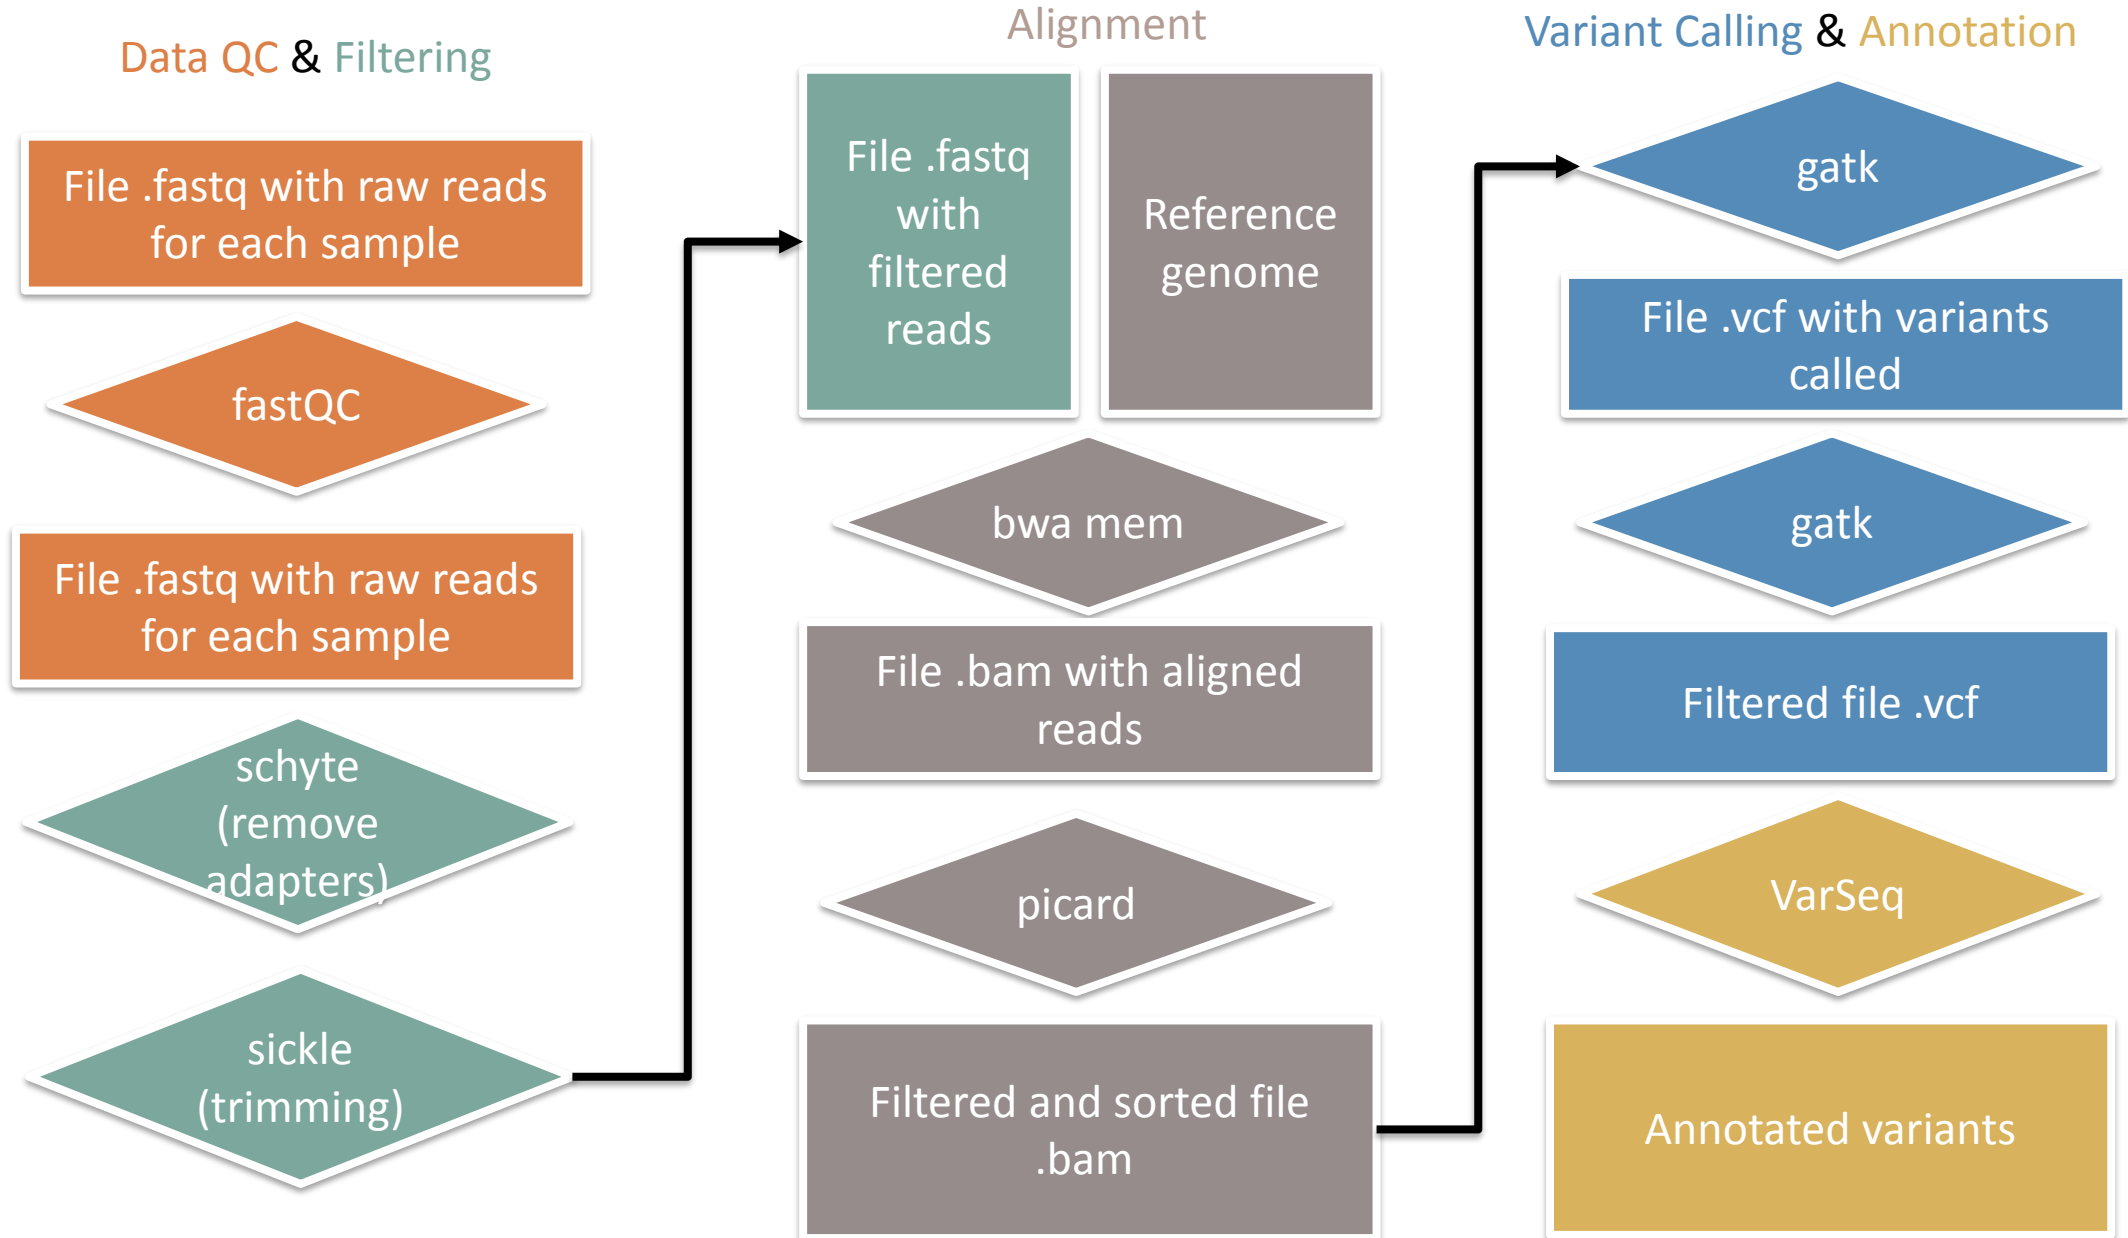 Data QC & Filtering
File .fastq with raw reads
for each sample
fastQC
File .fastq with raw reads
for each sample
schyte
(remove
adapters)
sickle
(trimming)
Alignment
File .fastq
with
filtered
reads
Reference
genome
bwa mem
File .bam with aligned
reads
picard
Filtered and sorted file
.bam
Variant Calling & Annotation
gatk
File .vcf with variants
called
gatk
Filtered file .vcf
VarSeq
Annotated variants